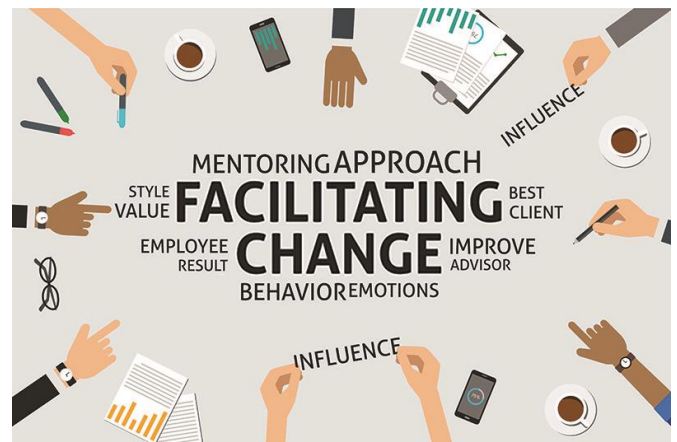 INFLUENCE
MENTORING APPROACH
STYLE
VALUE
FACILITATING
BEST
CLIENT
EMPLOYEE
RESULT
CHANGE
IMPROVE
ADVISOR
BEHAVIOR EMOTIONS
INFLUENCE